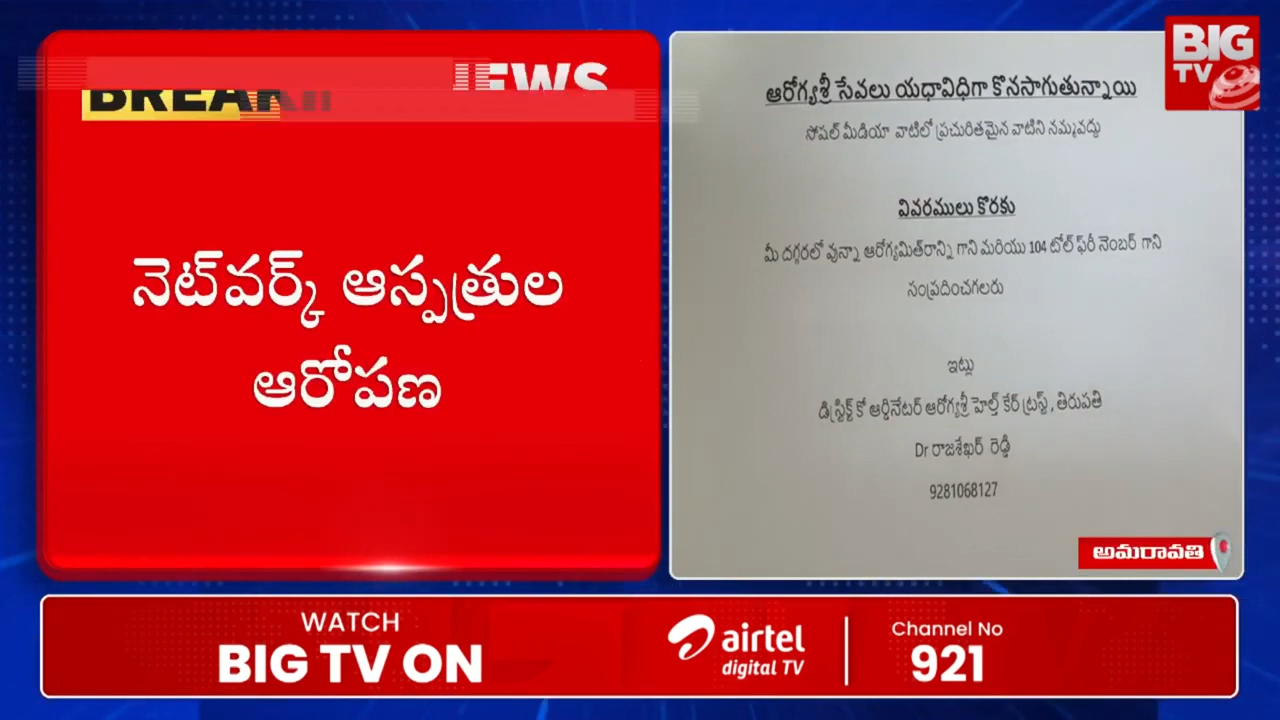 BREAK
NEWS
నెట్‌వర్క్ ఆస్పత్రుల
ఆరోపణ
BIG
TV
ఆరోగ్యశ్రీ సేవలు యధావిధిగా కొనసాగుతున్నాయి
సోషల్ మీడియా వాటిలో ప్రచురితమైన వాటిని నమ్మవద్దు
వివరములు కొరకు
మీ దగ్గరలో వున్నా ఆరోగ్యమిత్రాన్ని గాని మరియు 104 టోల్ ఫ్రీ నెంబర్ గాని
సంప్రదించగలరు
ఇట్లు
డిస్ట్రిక్ట్ కో ఆర్డినేటర్ ఆరోగ్యశ్రీ హెల్త్ కేర్ ట్రస్ట్, తిరుపతి
Dr రాజశేఖర్ రెడ్డి
9281068127
అమరావతి
WATCH
BIG TV ON
airtel
digital TV
Channel No
921